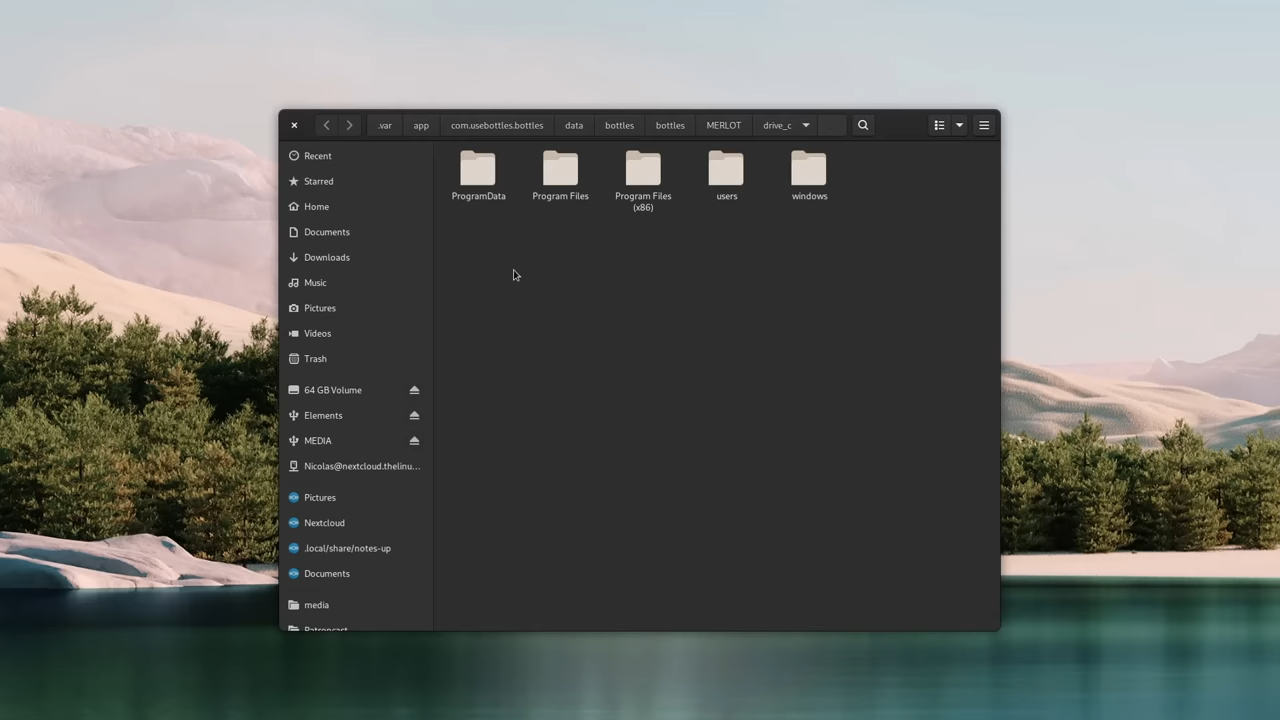 .var
app
com.usebottles.bottles
data
bottles
bottles
MERLOT
drive_c
Recent
Starred
Home
Documents
Downloads
Music
Pictures
Videos
Trash
64 GB Volume
Elements
MEDIA
Nicolas@nextcloud.thelinu...
Pictures
Nextcloud
.local/share/notes-up
Documents
media
Patroncast
ProgramData
Program Files
Program Files
(x86)
users
windows